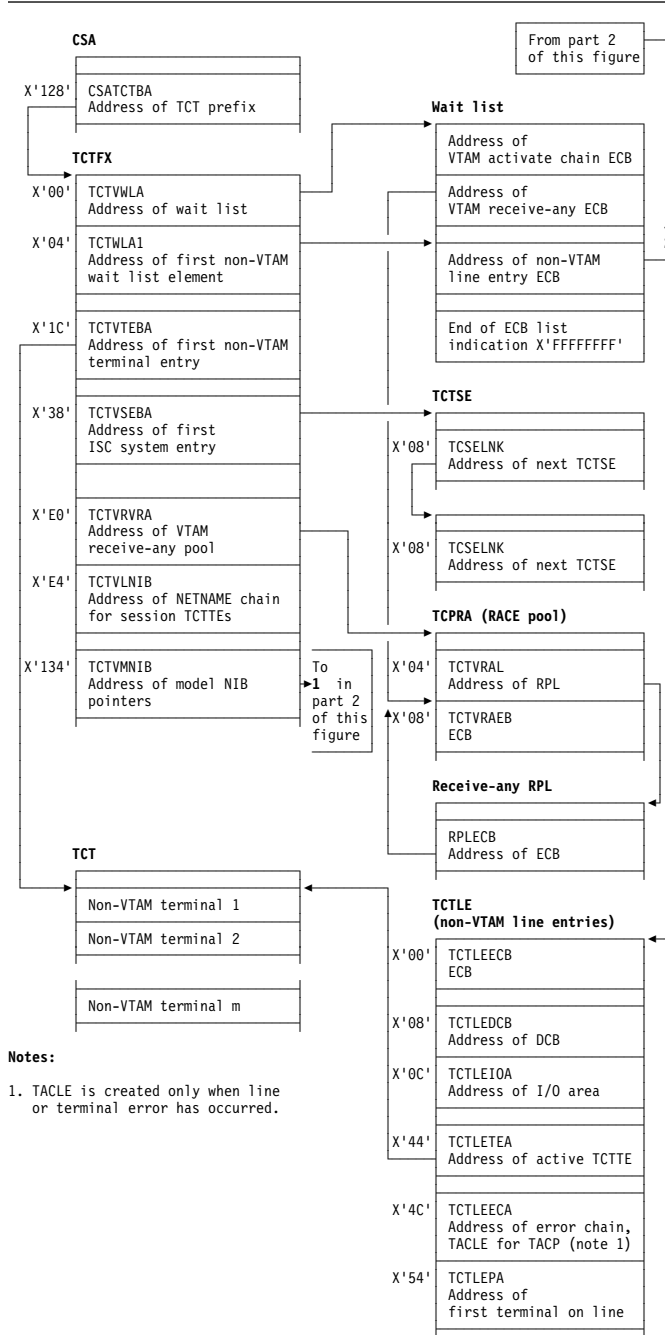 From part 2
of this figure
CSA
X'128' CSATCTBA
Address of TCT prefix
TCTFX
X'00' TCTVWLA
Address of wait list
X'04' TCTWLA1
Address of first non-VTAM
wait list element
X'1C' TCTVTEBA
Address of first non-VTAM
terminal entry
X'38' TCTVSEBA
Address of first
ISC system entry
X'E0' TCTVRVRA
Address of VTAM
receive-any pool
X'E4' TCTVLNIB
Address of NETNAME chain
for session TCTTEs
X'134' TCTVMNIB
Address of model NIB
pointers
To
1 in
part 2
of this
figure
TCT
Non-VTAM terminal 1
Non-VTAM terminal 2
Non-VTAM terminal m
Notes:
1. TACLE is created only when line
or terminal error has occurred.
Wait list
Address of
VTAM activate chain ECB
Address of
VTAM receive-any ECB
Address of non-VTAM
line entry ECB
End of ECB list
indication X'FFFFFFFF'
TCTSE
X'08' TCSELNK
Address of next TCTSE
X'08' TCSELNK
Address of next TCTSE
TCPRA (RACE pool)
X'04' TCTVRAL
Address of RPL
X'08' TCTVRAEB
ECB
Receive-any RPL
RPLECB
Address of ECB
TCTLE
(non-VTAM line entries)
X'00' TCTLEECB
ECB
X'08' TCTLEDCB
Address of DCB
X'0C' TCTLEIOA
Address of I/O area
X'44' TCTLETEA
Address of active TCTTE
X'4C' TCTLEECA
Address of error chain,
TACLE for TACP (note 1)
X'54' TCTLEPA
Address of
first terminal on line